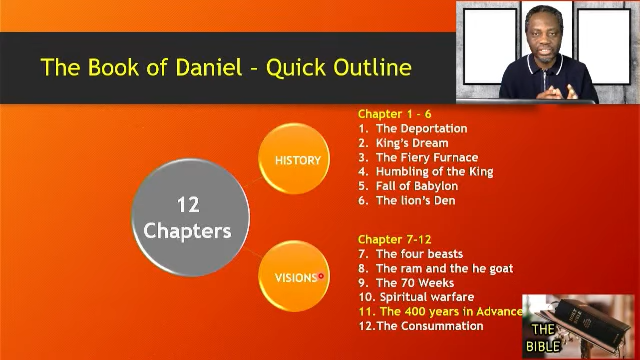 The Book of Daniel – Quick Outline
12
Chapters
HISTORY
VISIONS
Chapter 1 - 6
1. The Deportation
2. King's Dream
3. The Fiery Furnace
4. Humbling of the King
5. Fall of Babylon
6. The lion's Den
Chapter 7-12
7. The four beasts
8. The ram and the he goat
9. The 70 Weeks
10. Spiritual warfare
11. The 400 years in Advance
12.The Consummation
THE
BIBLE